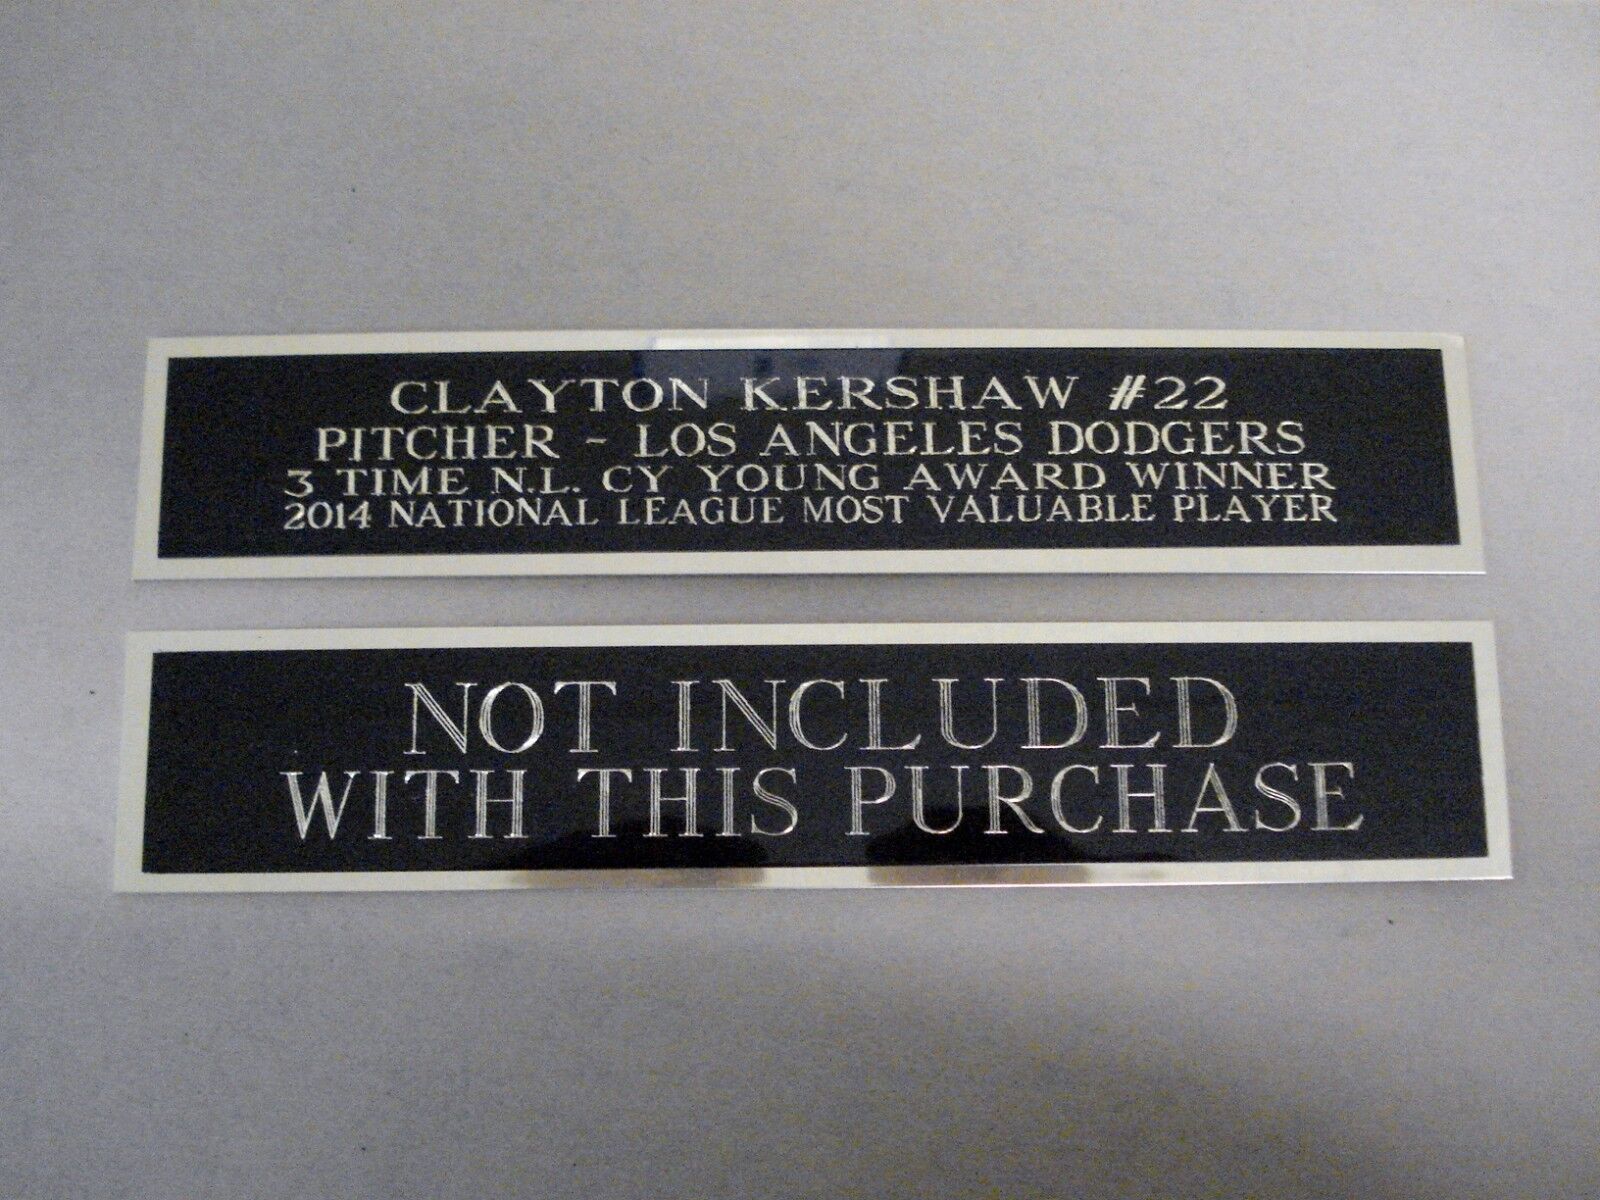 CLAYTON KERSHAW #22
PITCHER - LOS ANGELES DODGERS
3 TIME N.L. CY YOUNG AWARD WINNER
2014 NATIONAL LEAGUE MOST VALUABLE PLAYER
NOT INCLUDED
WITH THIS PURCHASE